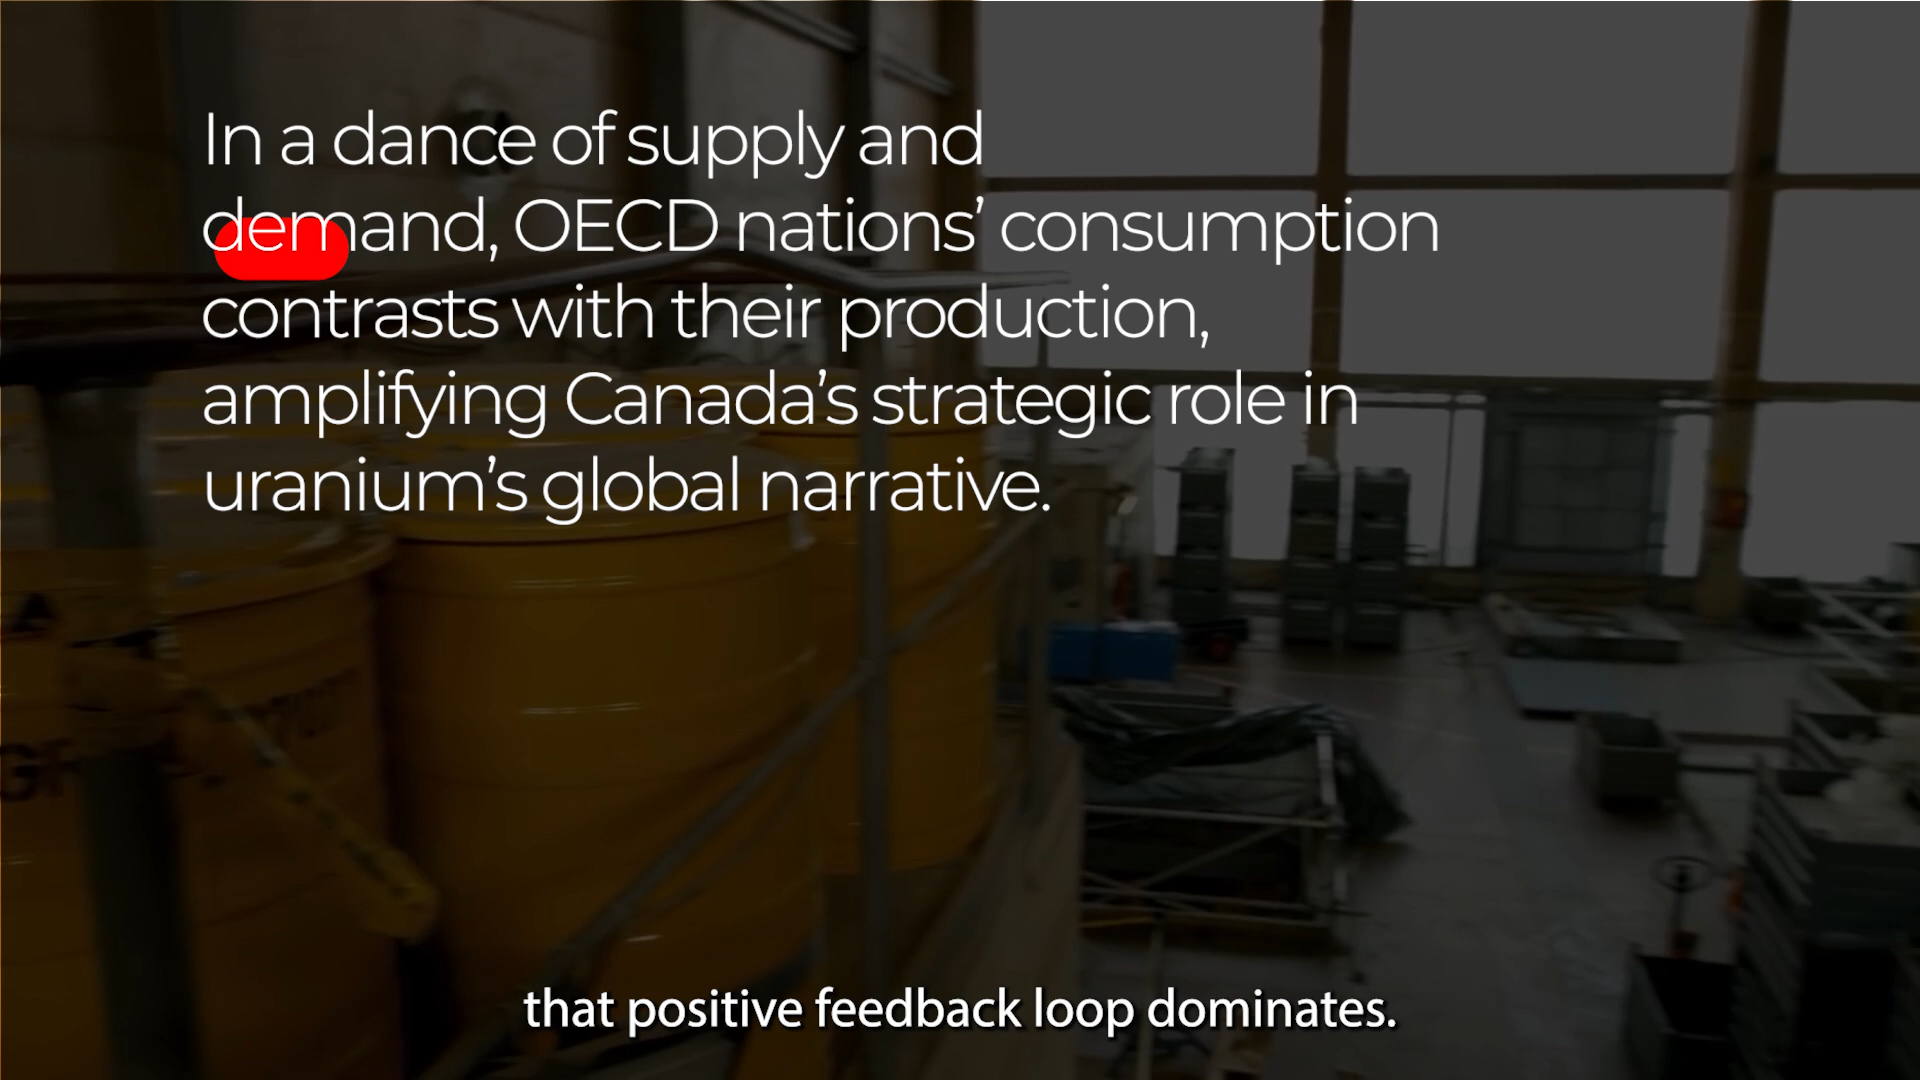 In a dance of supply and
demand, OECD nations’ consumption
contrasts with their production,
amplifying Canada’s strategic role in
uranium’s global narrative.
that positive feedback loop dominates.